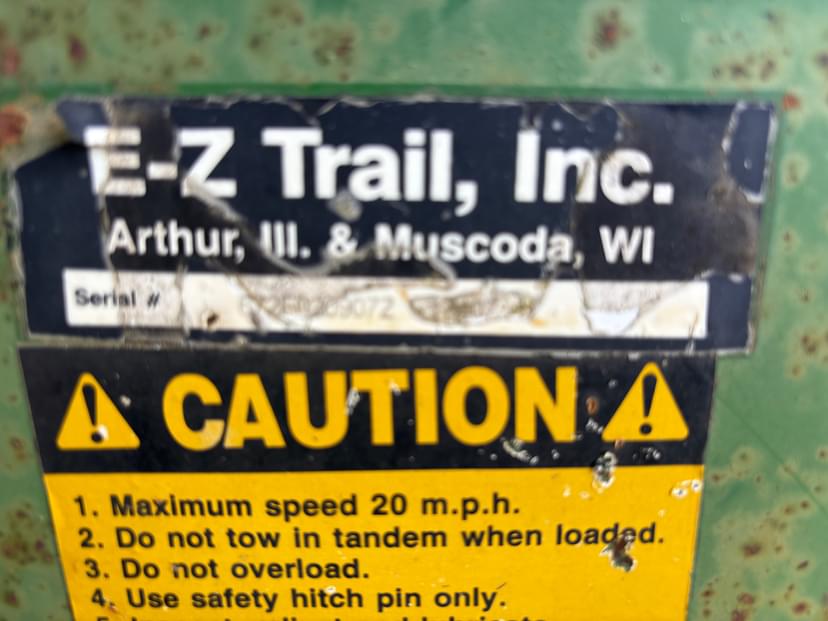 E-Z Trail, Inc.
Arthur, Ill. & Muscoda, WI
Serial #
CAUTION
1. Maximum speed 20 m.p.h.
2. Do not tow in tandem when loaded.
3. Do not overload.
4. Use safety hitch pin only.